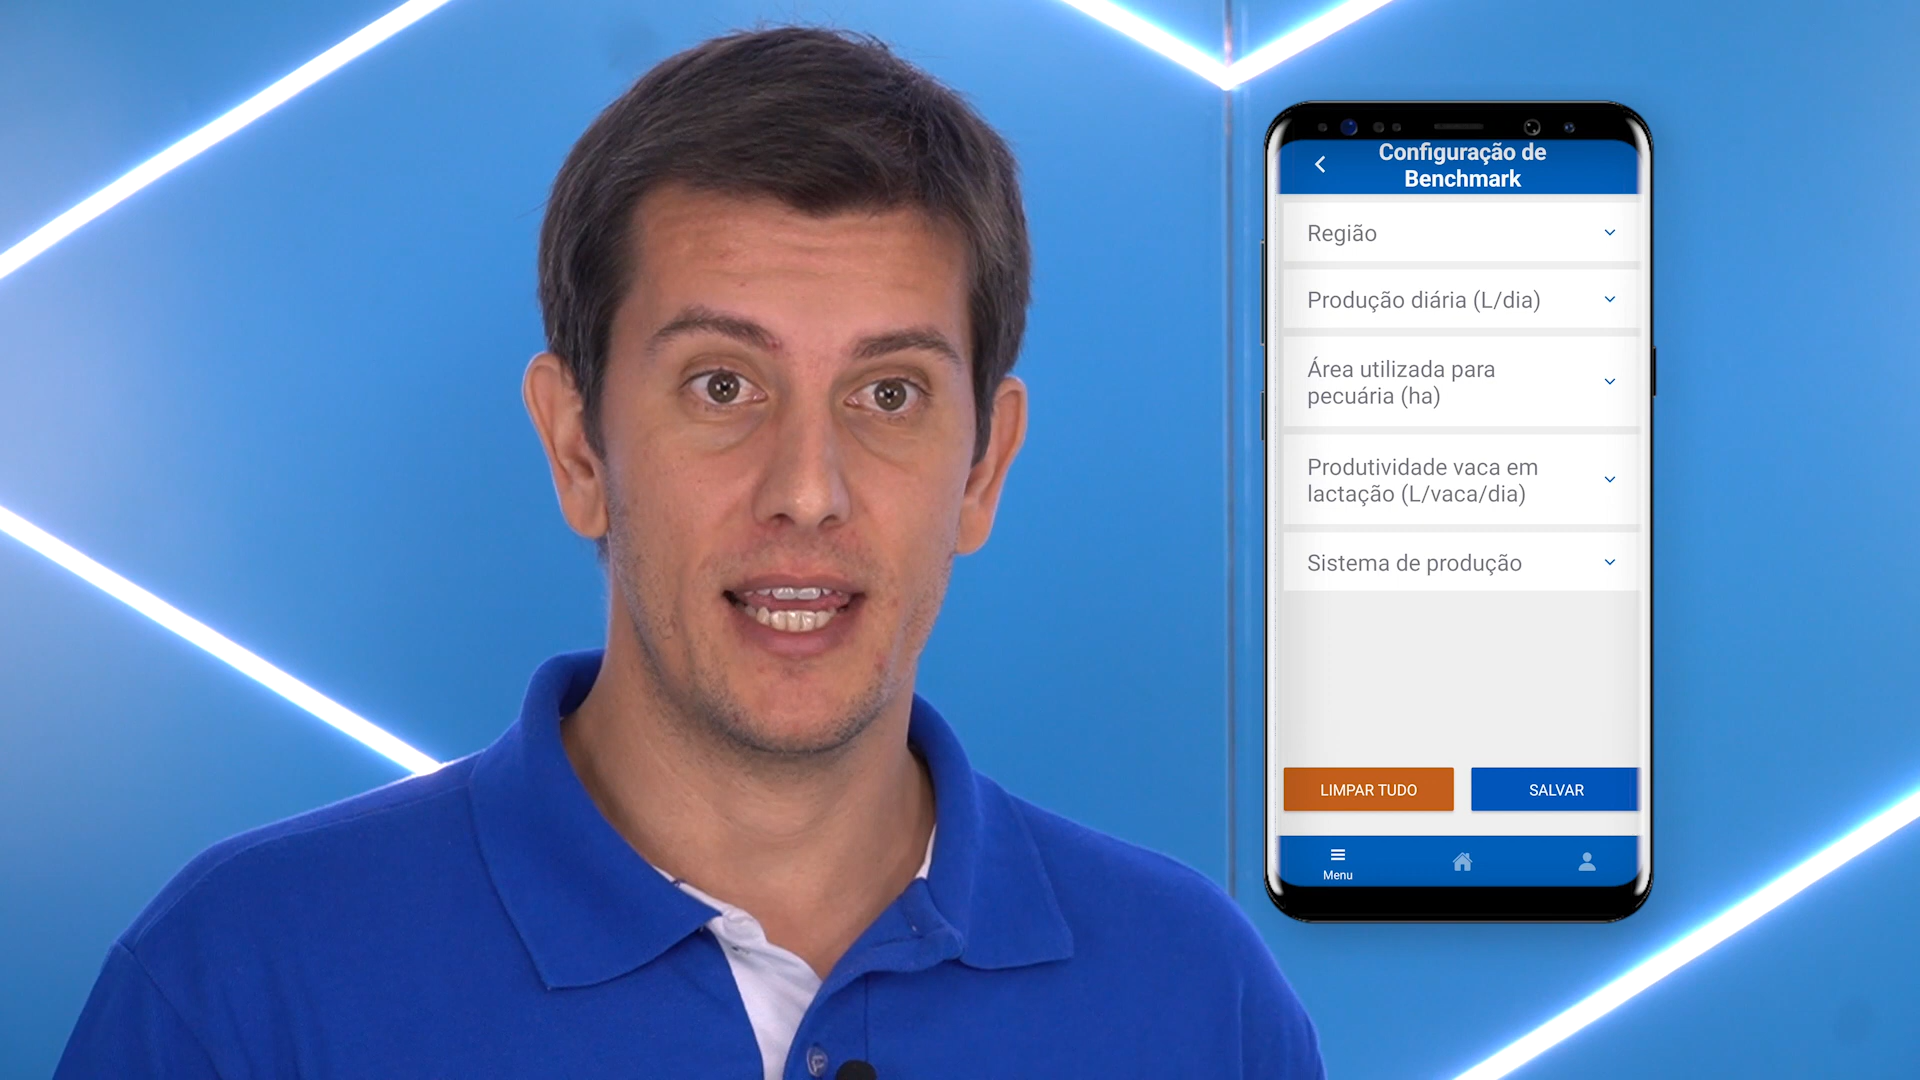 Configuração de
Benchmark
Região
Produção diária (L/dia)
Área utilizada para
pecuária (ha)
Produtividade vaca em
lactação (L/vaca/dia)
Sistema de produção
LIMPAR TUDO
SALVAR
Menu